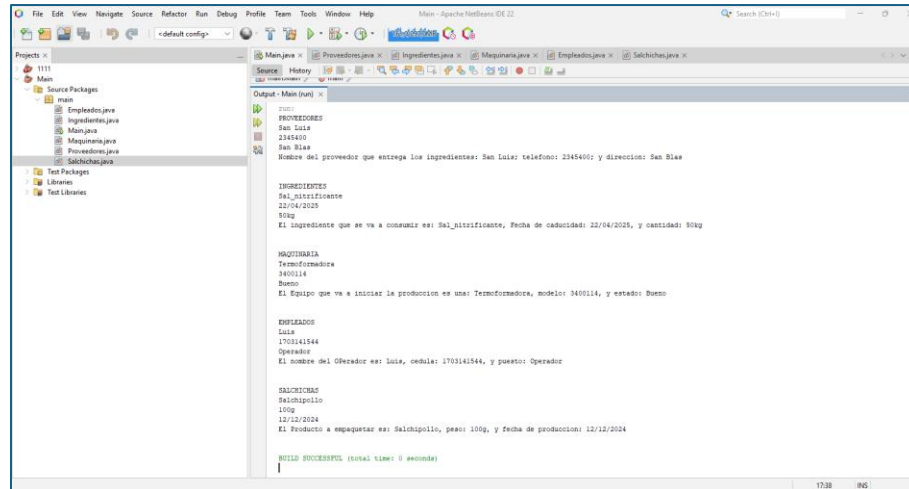 File Edit View Navigate Source Refactor Run Debug Profile Team Tools Window Help
Main - Apache NetBeans IDE 22
Search (Ctrl+I)
<default config>
Projects
1111
Main
Source Packages
main
Empleados.java
Ingredientes.java
Main.java
Maquinaria.java
Proveedores.java
Salchichas.java
Test Packages
Libraries
Test Libraries
Main.java Proveedores.java Ingredientes.java Maquinaria.java Empleados.java Salchichas.java
Source History
Output - Main (run)
run:
PROVEEDORES
San Luis
2345400
San Blas
Nombre del proveedor que entrega los ingredientes: San Luis; telefono: 2345400; y direccion: San Blas
INGREDIENTES
Sal_nitrificante
22/04/2025
50kg
El ingrediente que se va a consumir es: Sal_nitrificante, Fecha de caducidad: 22/04/2025, y cantidad: 50kg
MAQUINARIA
Termoformadora
3400114
Bueno
El Equipo que va a iniciar la produccion es una: Termoformadora, modelo: 3400114, y estado: Bueno
EMPLEADOS
Luis
1703141544
Operador
El nombre del OPerador es: Luis, cedula: 1703141544, y puesto: Operador
SALCHICHAS
Salchipollo
100g
12/12/2024
El Producto a empaquetar es: Salchipollo, peso: 100g, y fecha de produccion: 12/12/2024
BUILD SUCCESSFUL (total time: 0 seconds)
17:38 INS